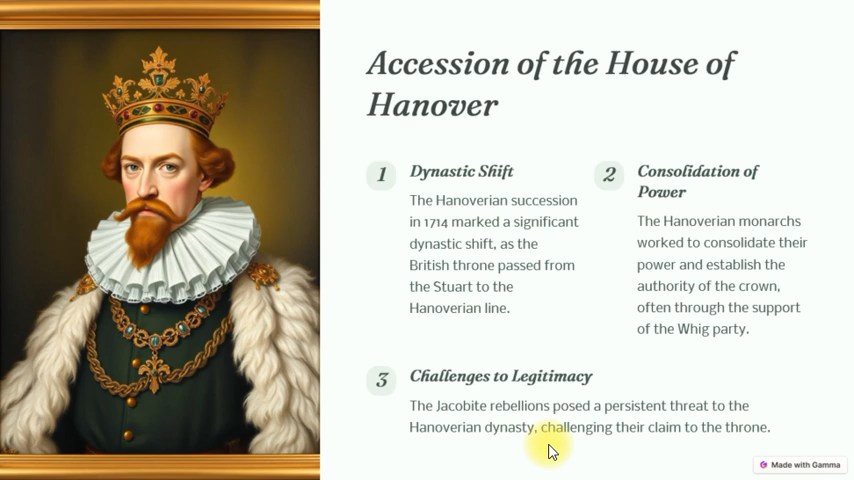 Accession of the House of
Hanover
1
Dynastic Shift
The Hanoverian succession
in 1714 marked a significant
dynastic shift, as the
British throne passed from
the Stuart to the
Hanoverian line.
2
Consolidation of
Power
The Hanoverian monarchs
worked to consolidate their
power and establish the
authority of the crown,
often through the support
of the Whig party.
3
Challenges to Legitimacy
The Jacobite rebellions posed a persistent threat to the
Hanoverian dynasty, challenging their claim to the throne.
Made with Gamma